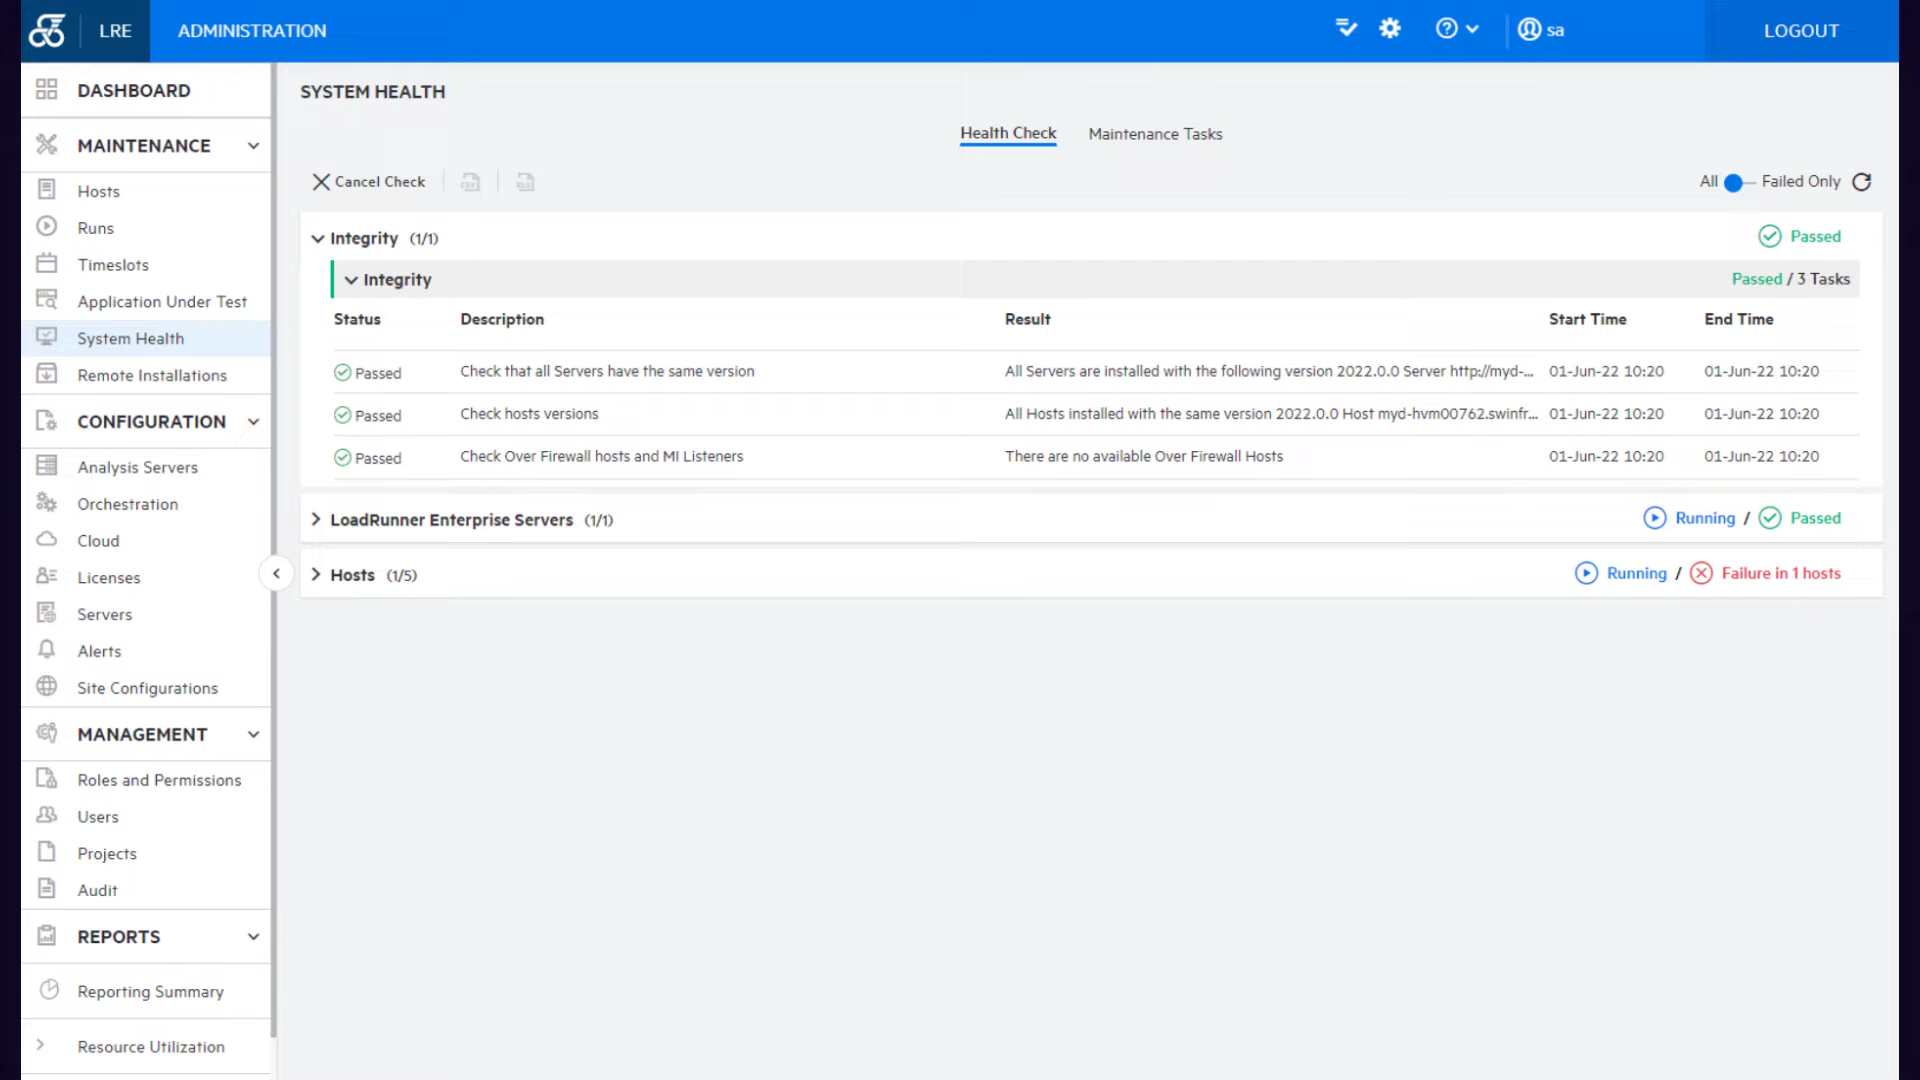 LRE
ADMINISTRATION
sa
LOGOUT
DASHBOARD
MAINTENANCE
Hosts
Runs
Timeslots
Application Under Test
System Health
Remote Installations
CONFIGURATION
Analysis Servers
Orchestration
Cloud
Licenses
Servers
Alerts
Site Configurations
MANAGEMENT
Roles and Permissions
Users
Projects
Audit
REPORTS
Reporting Summary
Resource Utilization
SYSTEM HEALTH
Health Check Maintenance Tasks
Cancel Check CSV XLS
All Failed Only
Integrity (1/1) Passed
Integrity Passed / 3 Tasks
Status Description Result Start Time End Time
Passed Check that all Servers have the same version All Servers are installed with the following version 2022.0.0 Server http://myd-... 01-Jun-22 10:20 01-Jun-22 10:20
Passed Check hosts versions All Hosts installed with the same version 2022.0.0 Host myd-hvm00762.swinfr... 01-Jun-22 10:20 01-Jun-22 10:20
Passed Check Over Firewall hosts and MI Listeners There are no available Over Firewall Hosts 01-Jun-22 10:20 01-Jun-22 10:20
LoadRunner Enterprise Servers (1/1) Running / Passed
Hosts (1/5) Running / Failure in 1 hosts